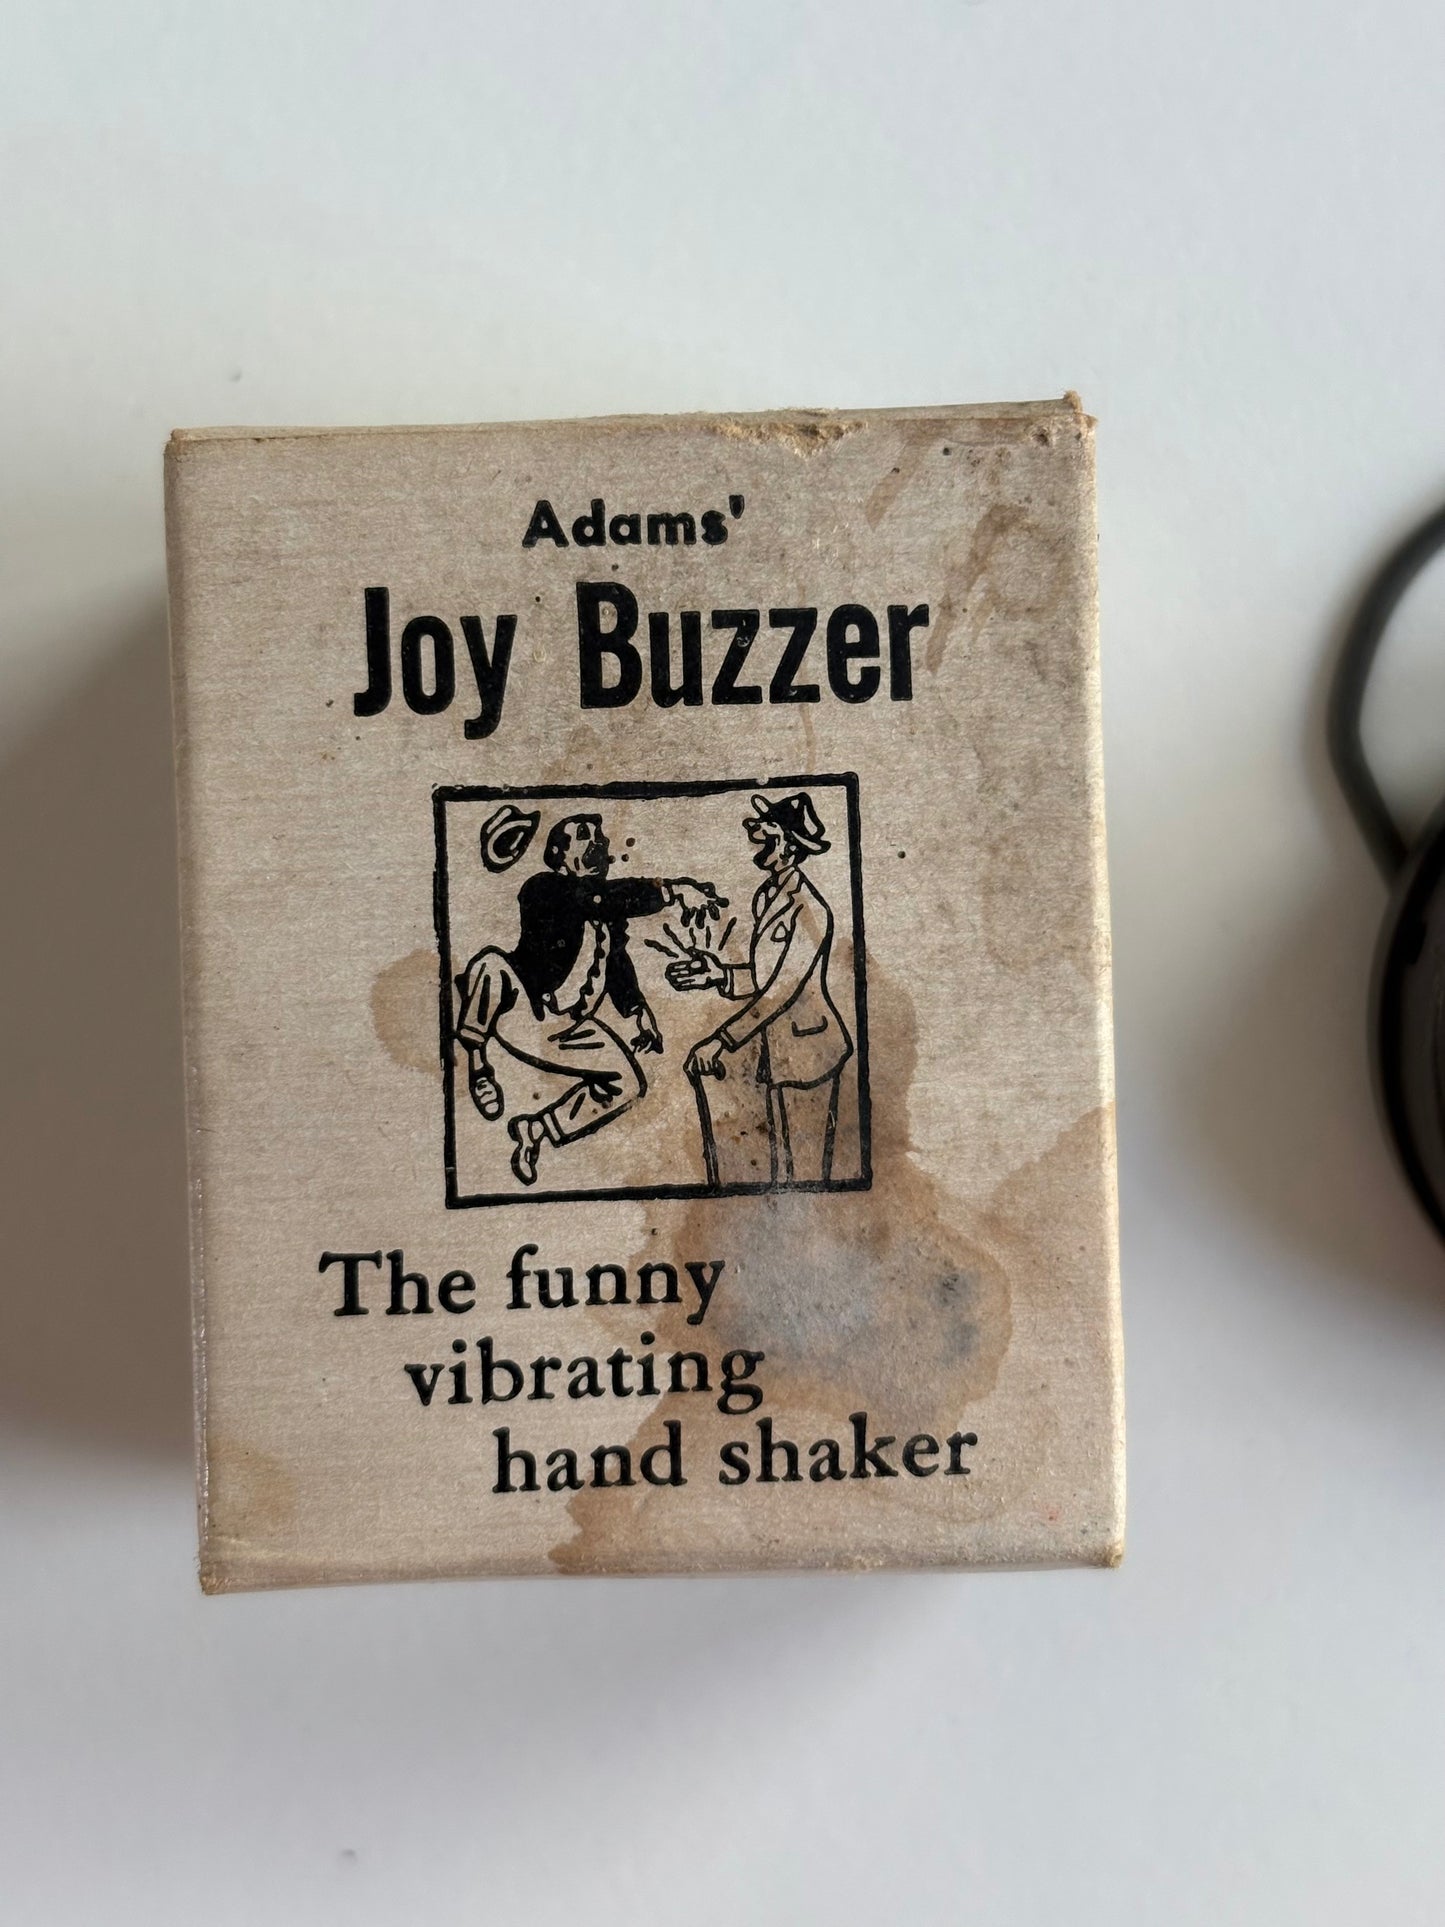 Adams'
Joy Buzzer
The funny
vibrating
hand shaker